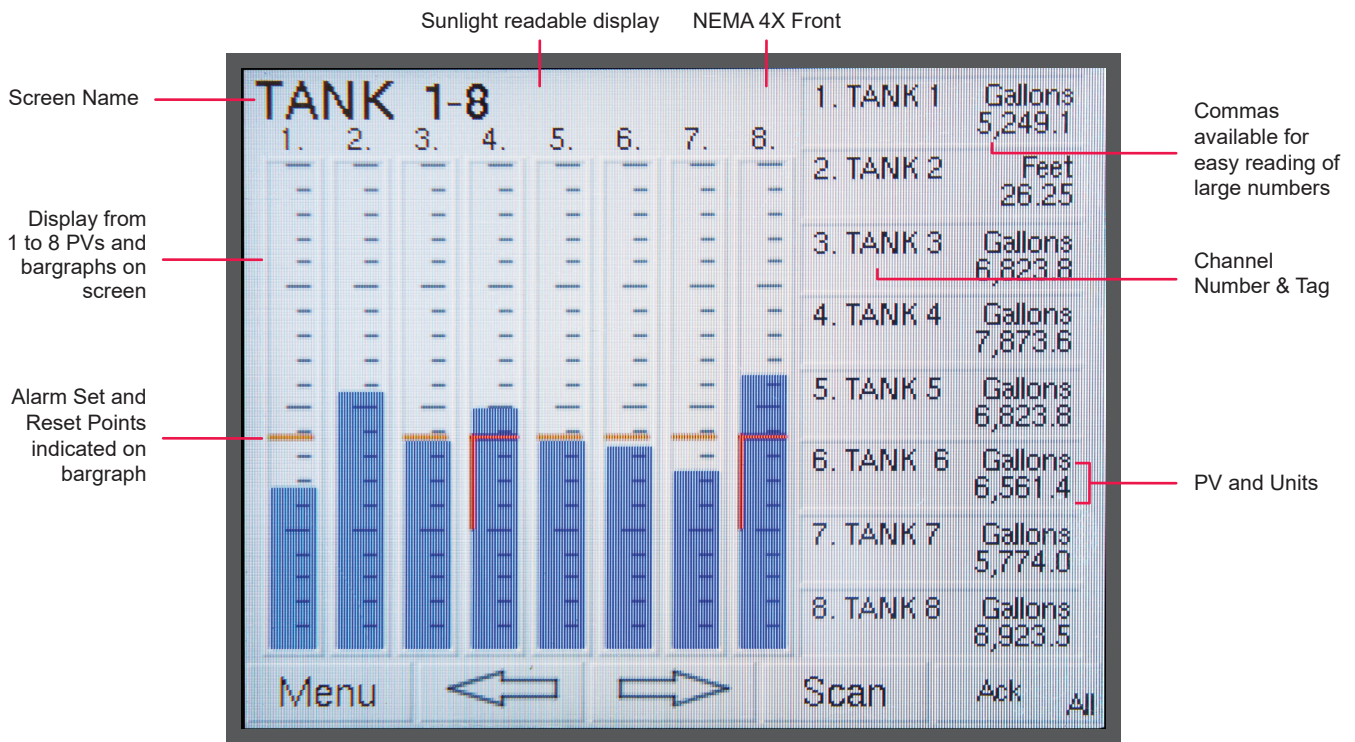 Sunlight readable display
NEMA 4X Front
Screen Name
Display from
1 to 8 PVs and
bargraphs on
screen
Alarm Set and
Reset Points
indicated on
bargraph
TANK 1-8
1. 2. 3. 4. 5. 6. 7. 8.
1. TANK 1 Gallons
5,249.1
2. TANK 2 Feet
26.25
3. TANK 3 Gallons
6,823.8
4. TANK 4 Gallons
7,873.6
5. TANK 5 Gallons
6,823.8
6. TANK 6 Gallons
6,561.4
7. TANK 7 Gallons
5,774.0
8. TANK 8 Gallons
8,923.5
Menu Scan Ack All
Commas
available for
easy reading of
large numbers
Channel
Number & Tag
PV and Units